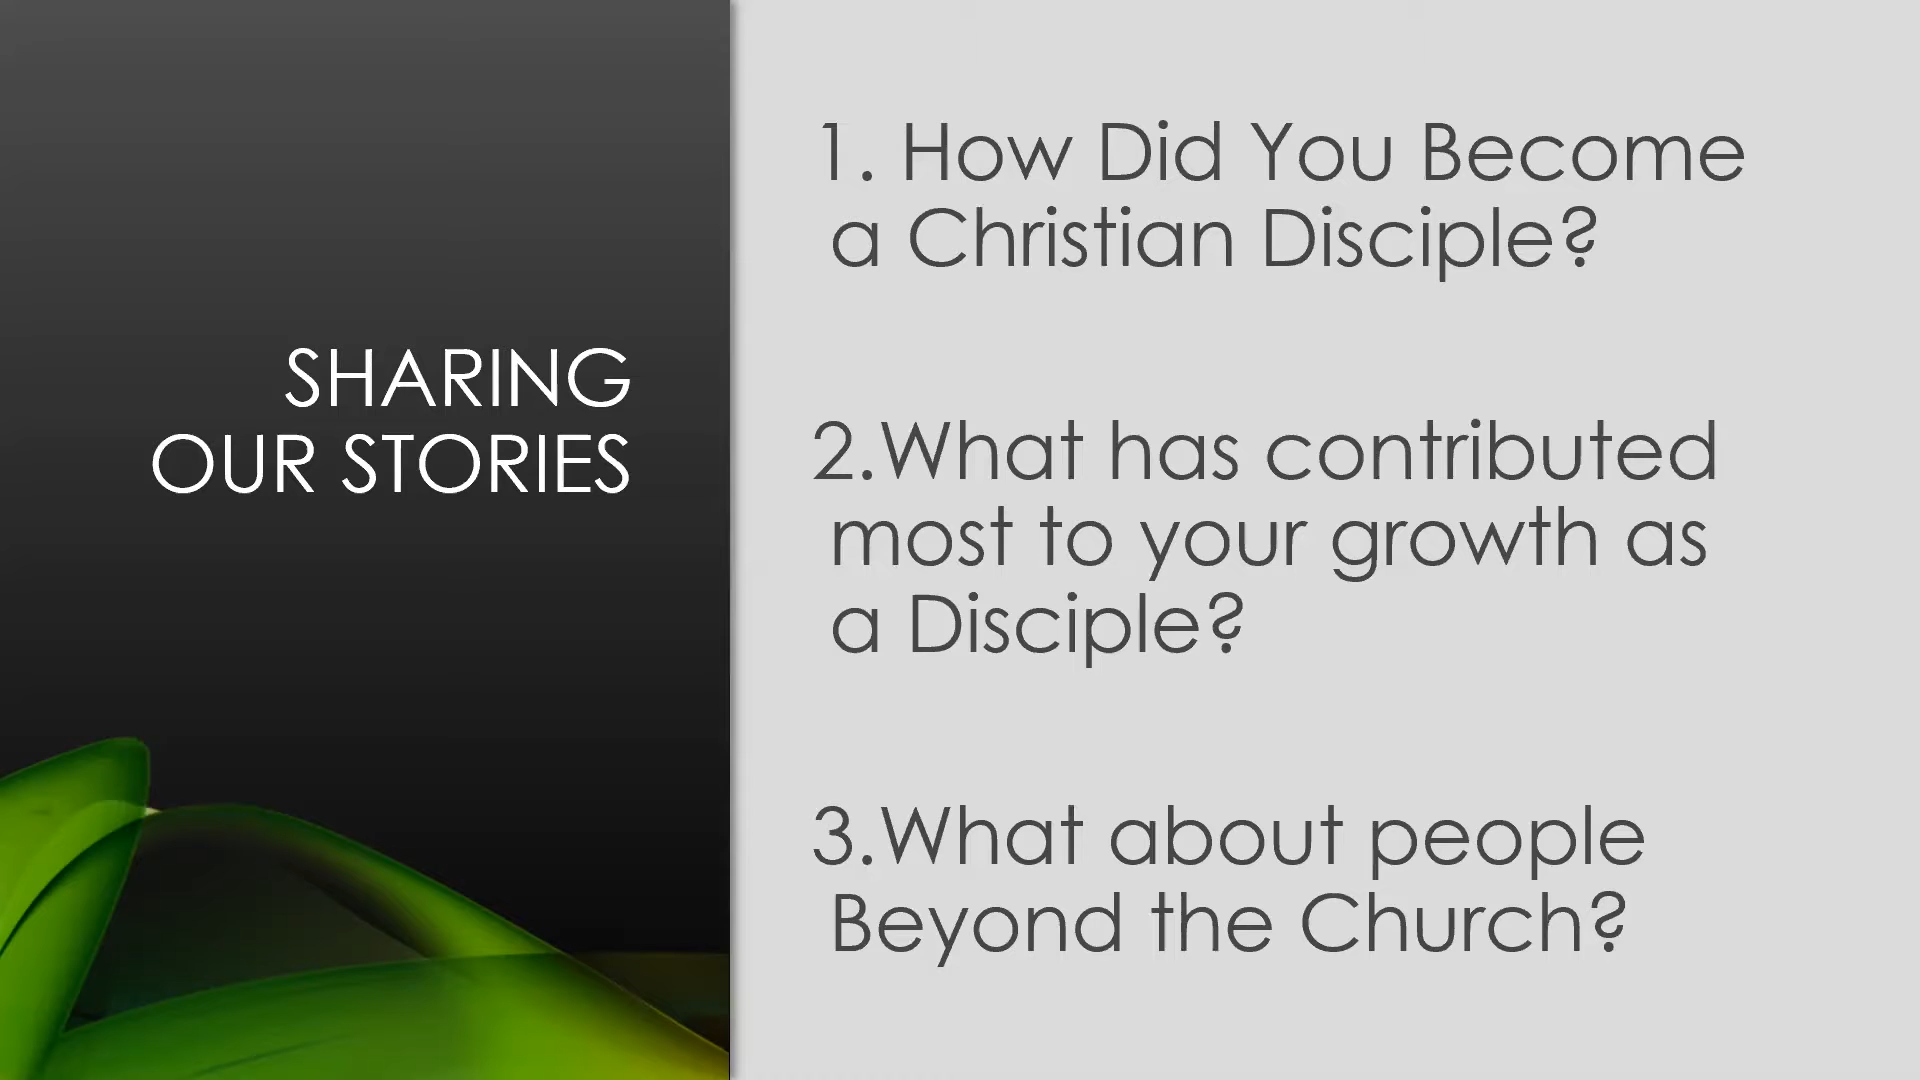 SHARING
OUR STORIES
1. How Did You Become
a Christian Disciple?
2.What has contributed
most to your growth as
a Disciple?
3.What about people
Beyond the Church?